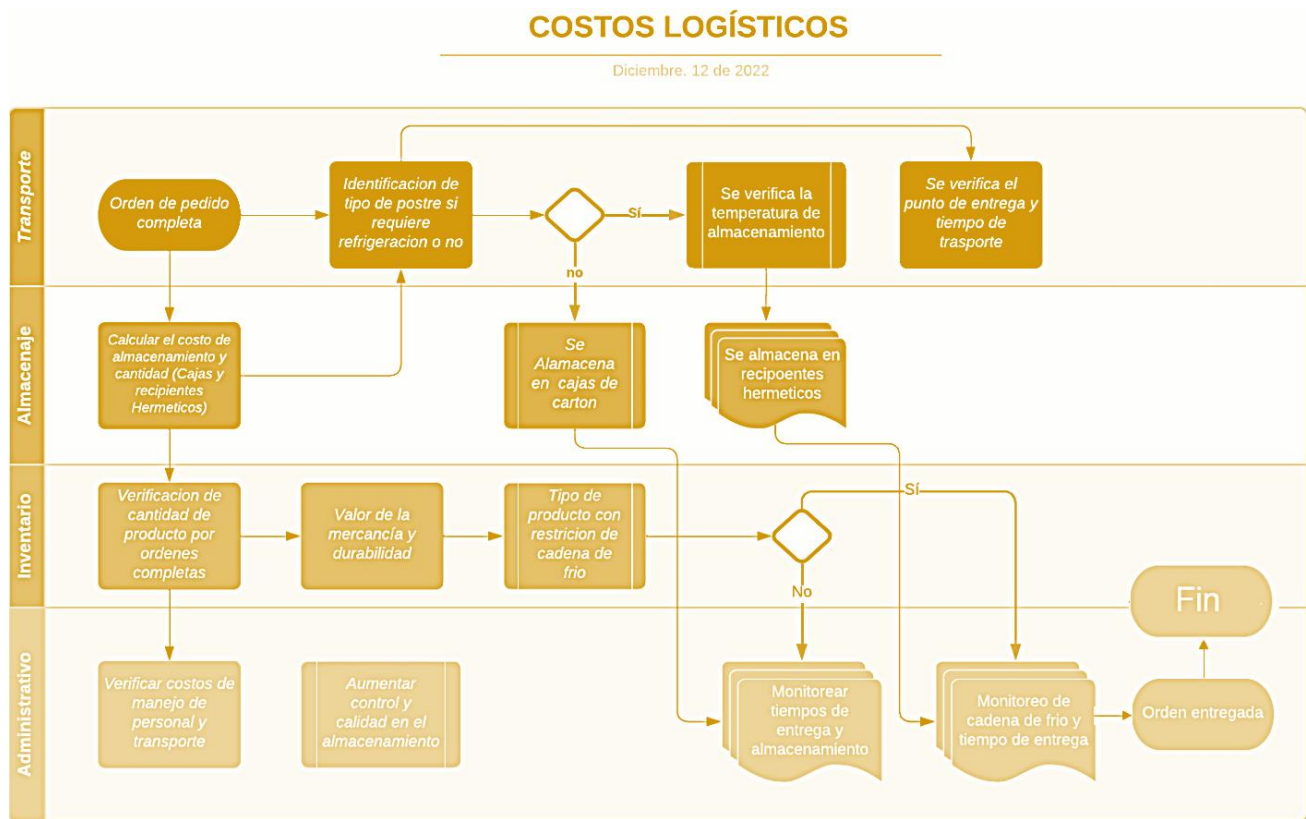 COSTOS LOGÍSTICOS
Diciembre. 12 de 2022
Transporte
Orden de pedido
completa
Identificacion de
tipo de postre si
requiere
refrigeracion o no
Sí
no
Se verifica la
temperatura de
almacenamiento
Se verifica el
punto de entrega y
tiempo de
trasporte
Almacenaje
Calcular el costo de
almacenamiento y
cantidad (Cajas y
recipientes
Hermeticos)
Se
Alamacena
en cajas de
carton
Se almacena en
recipoentes
hermeticos
Inventario
Verificacion de
cantidad de
producto por
ordenes
completas
Valor de la
mercancía y
durabilidad
Tipo de
producto con
restricion de
cadena de
frio
Sí
No
Fin
Administrativo
Verificar costos de
manejo de
personal y
transporte
Aumentar
control y
calidad en el
almacenamiento
Monitorear
tiempos de
entrega y
almacenamiento
Monitoreo de
cadena de frio y
tiempo de entrega
Orden entregada